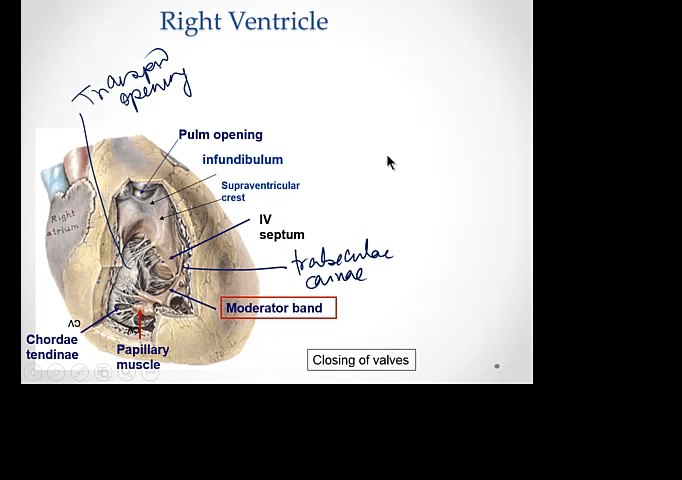 Right Ventricle
opening
Pulm opening
infundibulum
Supraventricular
crest
Right
atrium
IV
septum
trabeculae
carnae
Moderator band
Chordae
tendinae
Papillary
muscle
Closing of valves